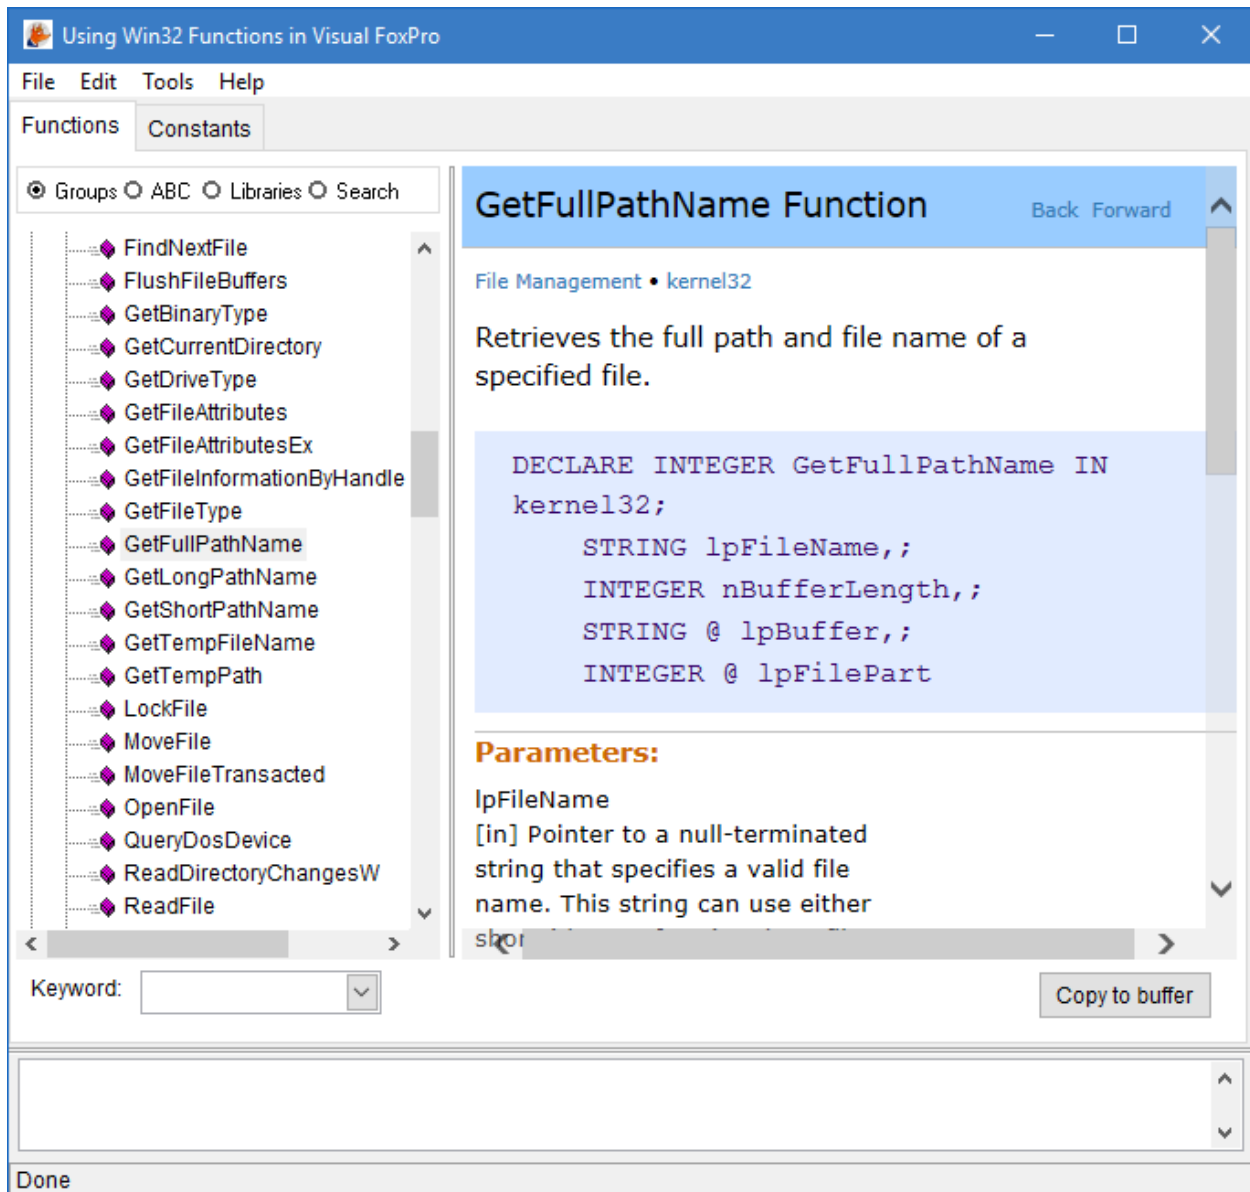 Using Win32 Functions in Visual FoxPro
File Edit Tools Help
Functions Constants
Groups ABC Libraries Search
FindNextFile
FlushFileBuffers
GetBinaryType
GetCurrentDirectory
GetDriveType
GetFileAttributes
GetFileAttributesEx
GetFileInformationByHandle
GetFileType
GetFullPathName
GetLongPathName
GetShortPathName
GetTempFileName
GetTempPath
LockFile
MoveFile
MoveFileTransacted
OpenFile
QueryDosDevice
ReadDirectoryChangesW
ReadFile
Keyword:
GetFullPathName Function
Back Forward
File Management • kernel32
Retrieves the full path and file name of a
specified file.
DECLARE INTEGER GetFullPathName IN
kernel32;
STRING lpFileName,;
INTEGER nBufferLength,;
STRING @ lpBuffer,;
INTEGER @ lpFilePart
Parameters:
lpFileName
[in] Pointer to a null-terminated
string that specifies a valid file
name. This string can use either
Copy to buffer
Done